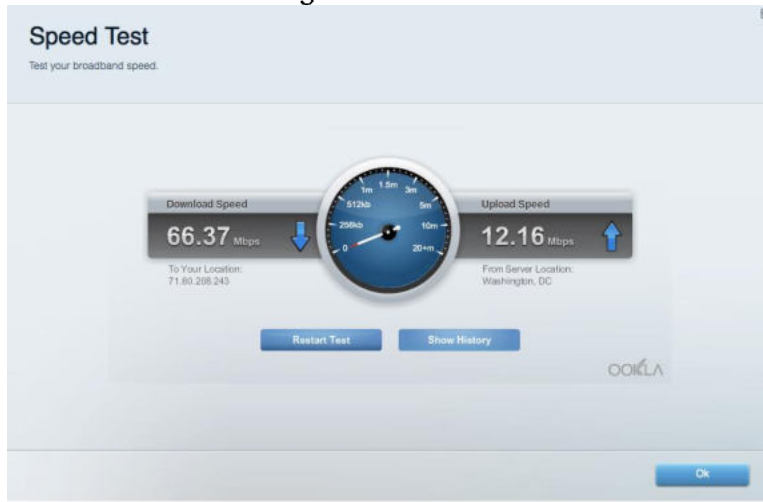 Speed Test
Test your broadband speed.
Download Speed
66.37 Mbps
To Your Location:
71.80.208.243
0
256kb
512kb
1m
1.5m
3m
5m
10m
20+m
Upload Speed
12.16 Mbps
From Server Location:
Washington, DC
Restart Test
Show History
OOKLA
Ok